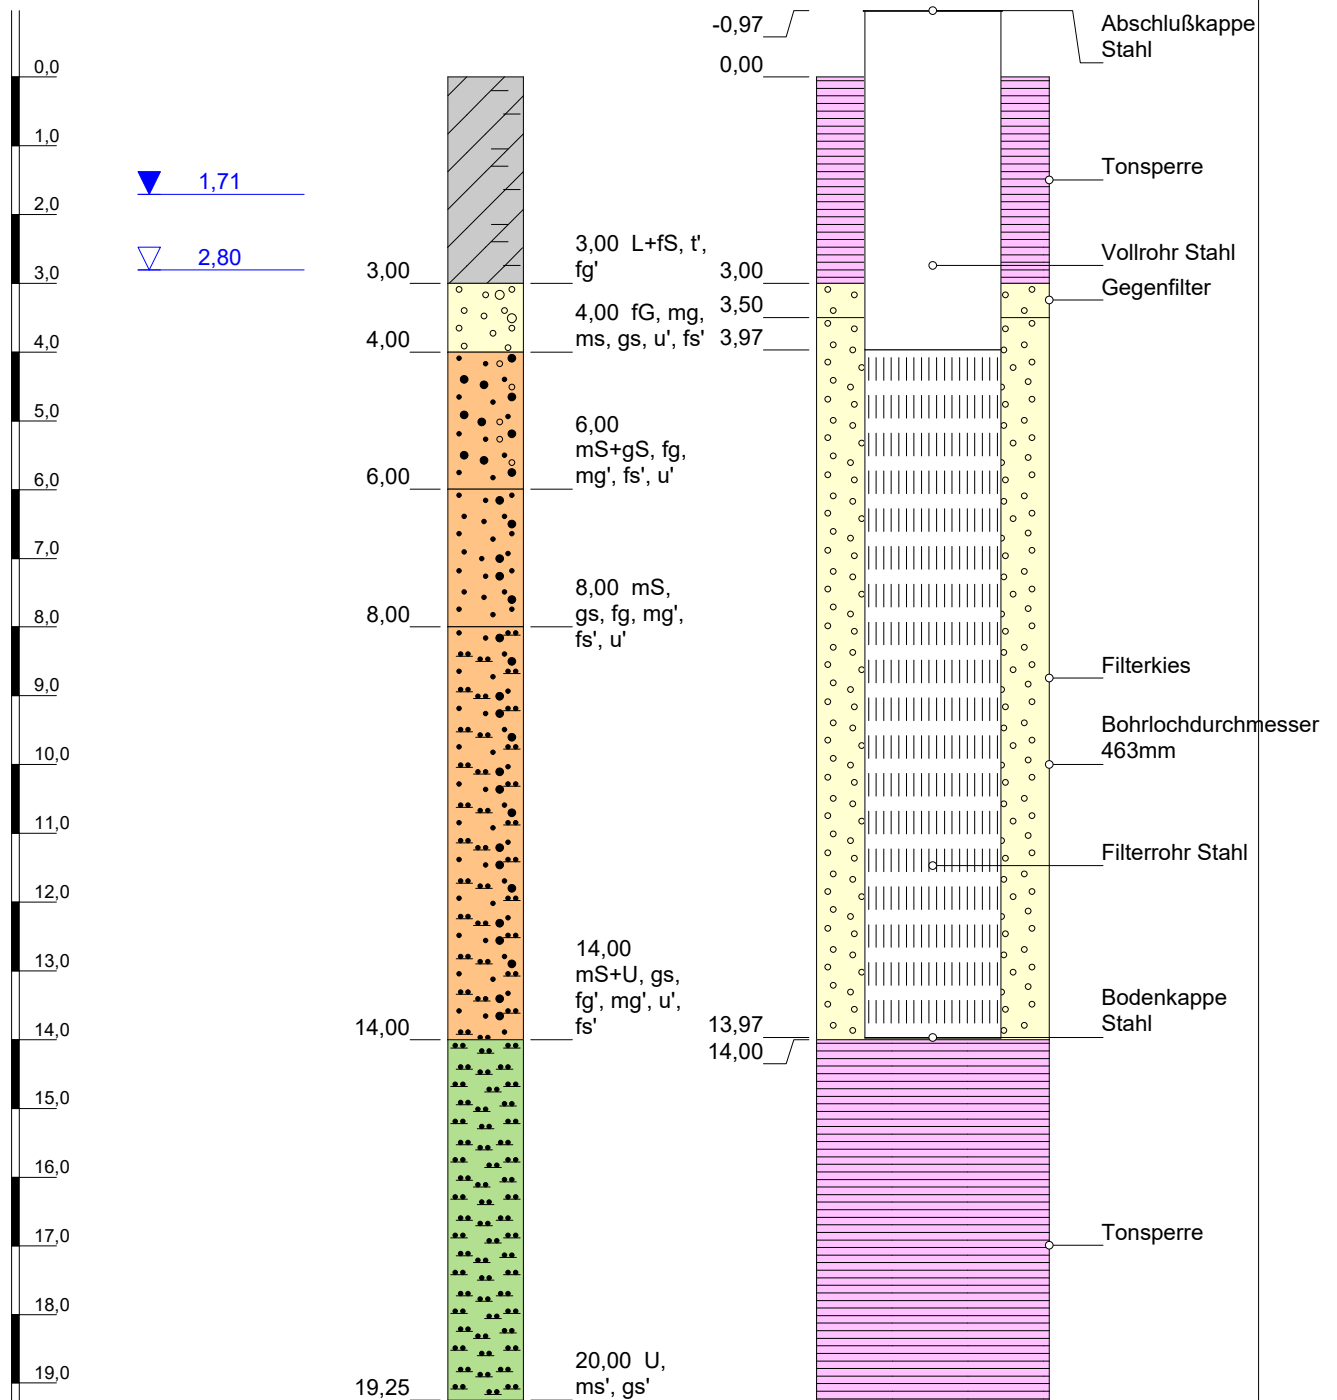 -0,97
Abschlußkappe
Stahl
0,00
0,0
1,0
Tonsperre
1,71
2,0
3,00 L+fS, t',
fg'
Vollrohr Stahl
2,80
3,0
3,00
3,00
Gegenfilter
3,50
4,00 fG, mg,
ms, gs, u', fs'
3,97
4,00
4,0
5,0
6,00
mS+gS, fg,
mg', fs', u'
6,00
6,0
7,0
8,00 mS,
gs, fg, mg',
fs', u'
8,00
8,0
9,0
Filterkies
10,0
Bohrlochdurchmesser
463mm
11,0
Filterrohr Stahl
12,0
13,0
14,00
mS+U, gs,
fg', mg', u',
fs'
Bodenkappe
Stahl
14,00
14,0
13,97
14,00
15,0
16,0
17,0
Tonsperre
18,0
19,0
20,00 U,
ms', gs'
19,25